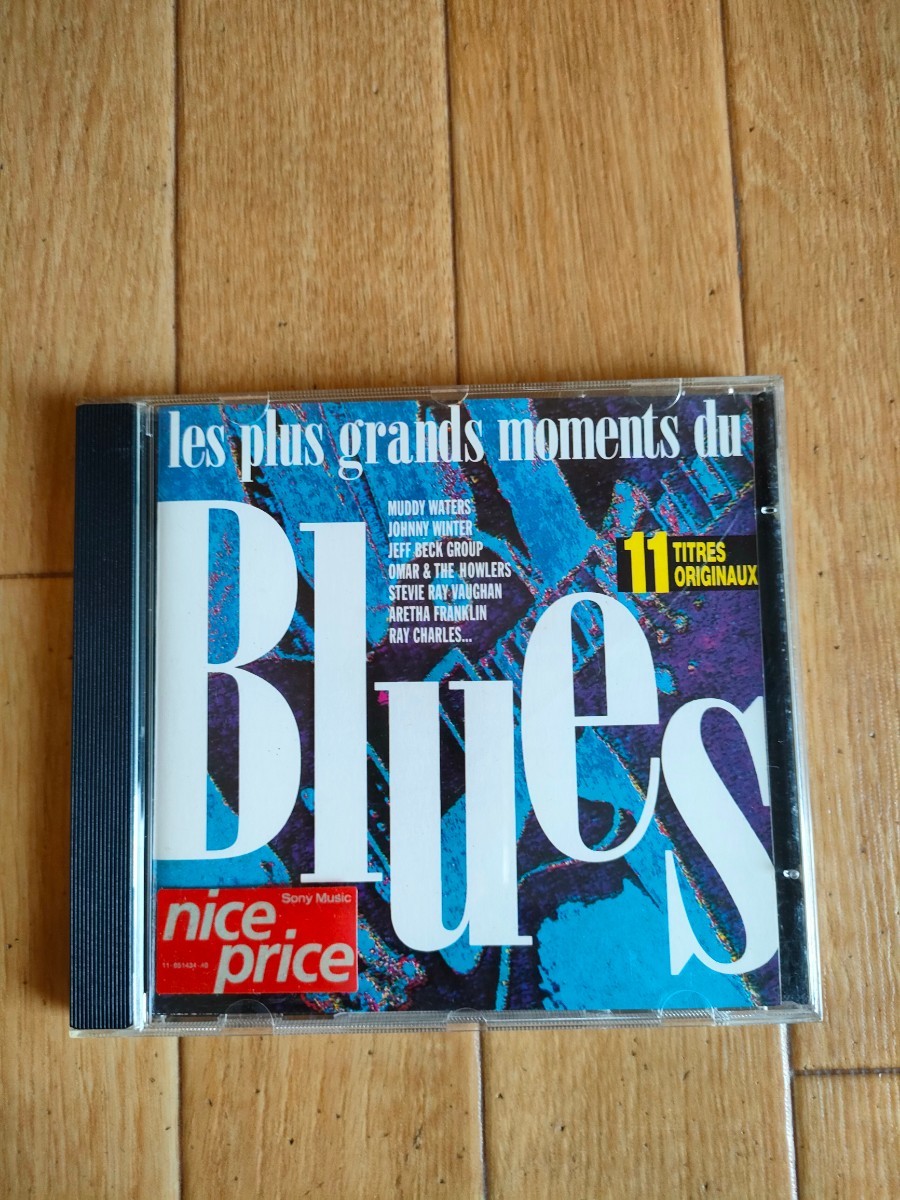 les plus grands moments du
Blues
MUDDY WATERS
JOHNNY WINTER
JEFF BECK GROUP
OMAR & THE HOWLERS
STEVIE RAY VAUGHAN
ARETHA FRANKLIN
RAY CHARLES...
11 TITRES
ORIGINAUX
Sony Music
nice
price